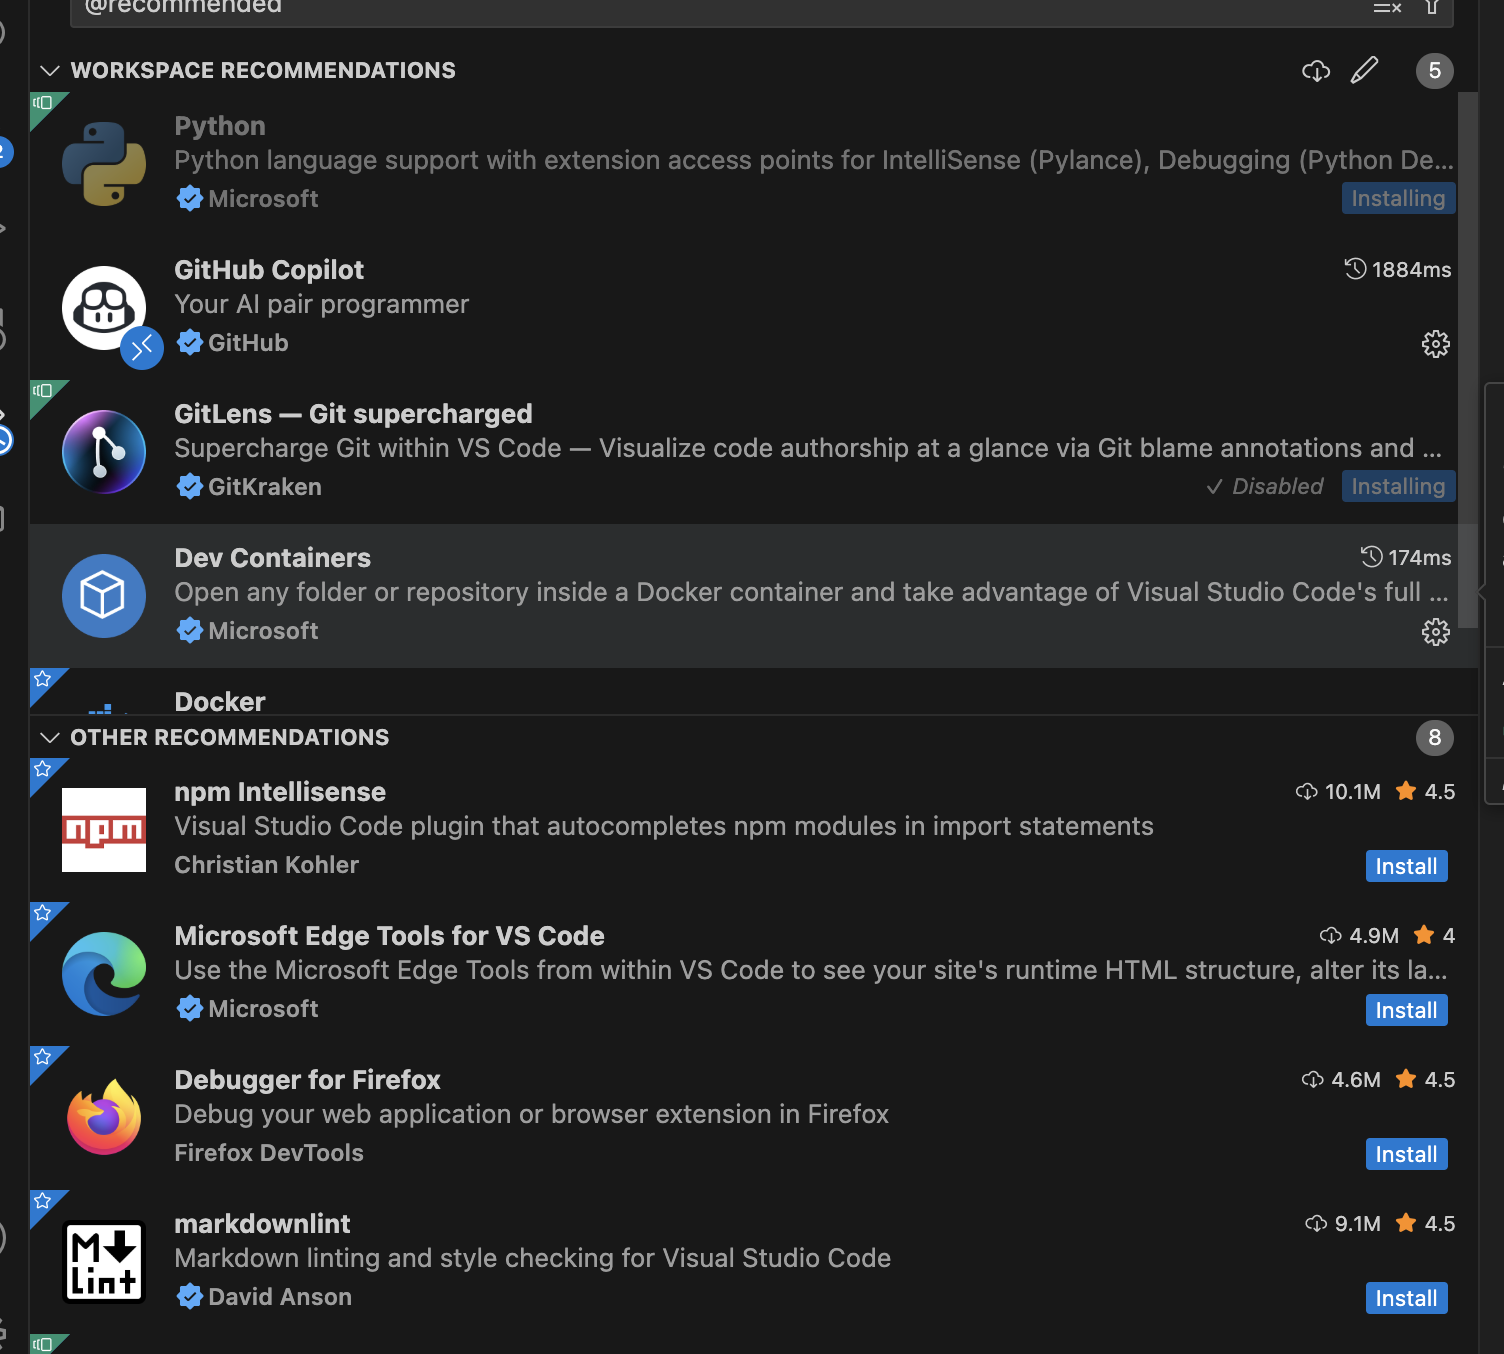 @recommended
WORKSPACE RECOMMENDATIONS
5
Python
Python language support with extension access points for IntelliSense (Pylance), Debugging (Python De...
Microsoft
Installing
GitHub Copilot
1884ms
Your AI pair programmer
GitHub
GitLens — Git supercharged
Supercharge Git within VS Code — Visualize code authorship at a glance via Git blame annotations and ...
GitKraken
✓ Disabled
Installing
Dev Containers
174ms
Open any folder or repository inside a Docker container and take advantage of Visual Studio Code's full ...
Microsoft
Docker
OTHER RECOMMENDATIONS
8
npm Intellisense
10.1M
4.5
npm
Visual Studio Code plugin that autocompletes npm modules in import statements
Christian Kohler
Install
Microsoft Edge Tools for VS Code
4.9M
4
Use the Microsoft Edge Tools from within VS Code to see your site's runtime HTML structure, alter its la...
Microsoft
Install
Debugger for Firefox
4.6M
4.5
Debug your web application or browser extension in Firefox
Firefox DevTools
Install
markdownlint
9.1M
4.5
M
Lint
Markdown linting and style checking for Visual Studio Code
David Anson
Install